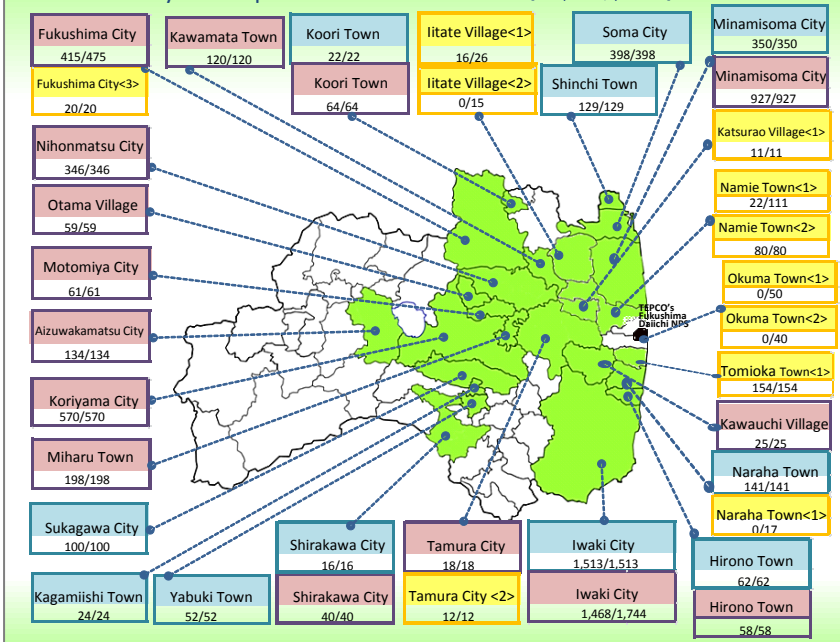 Fukushima City
415/475
Fukushima City<3>
20/20
Kawamata Town
120/120
Koori Town
22/22
Koori Town
64/64
Iitate Village<1>
16/26
Iitate Village<2>
0/15
Soma City
398/398
Shinchi Town
129/129
Minamisoma City
350/350
Minamisoma City
927/927
Katsurao Village<1>
11/11
Namie Town<1>
22/111
Namie Town<2>
80/80
Okuma Town<1>
0/50
Okuma Town<2>
0/40
Tomioka Town<1>
154/154
Kawauchi Village
25/25
Naraha Town
141/141
Naraha Town<1>
0/17
Hirono Town
62/62
Hirono Town
58/58
Nihonmatsu City
346/346
Otama Village
59/59
Motomiya City
61/61
Aizuwakamatsu City
134/134
Koriyama City
570/570
Miharu Town
198/198
Sukagawa City
100/100
Kagamiishi Town
24/24
Yabuki Town
52/52
Shirakawa City
16/16
Shirakawa City
40/40
Tamura City
18/18
Tamura City <2>
12/12
Iwaki City
1,513/1,513
Iwaki City
1,468/1,744
TEPCO's
Fukushima
Daiichi NPS